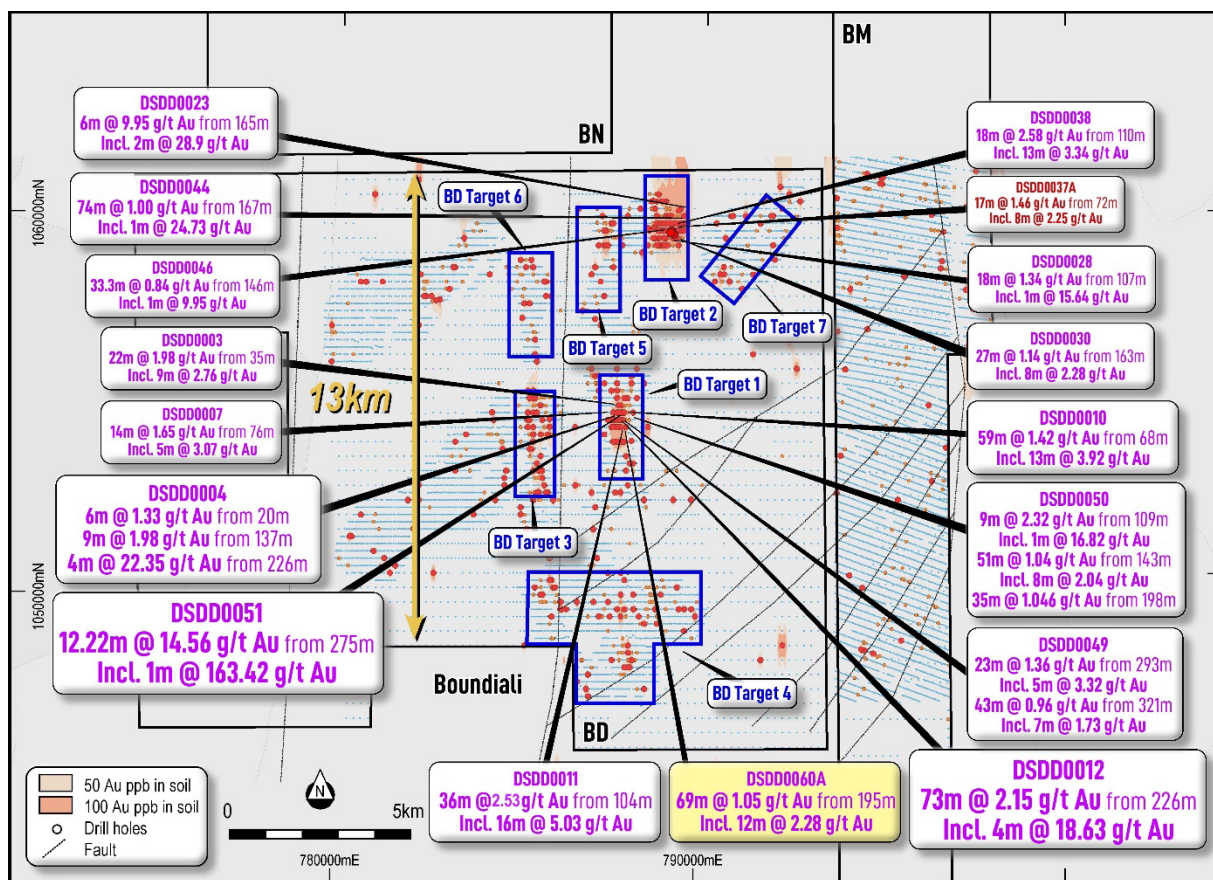 BM
BN
DSDD0023
6m @ 9.95 g/t Au from 165m
Incl. 2m @ 28.9 g/t Au
DSDD0044
74m @ 1.00 g/t Au from 167m
Incl. 1m @ 24.73 g/t Au
DSDD0046
33.3m @ 0.84 g/t Au from 146m
Incl. 1m @ 9.95 g/t Au
DSDD0003
22m @ 1.98 g/t Au from 35m
Incl. 9m @ 2.76 g/t Au
DSDD0007
14m @ 1.65 g/t Au from 76m
Incl. 5m @ 3.07 g/t Au
DSDD0004
6m @ 1.33 g/t Au from 20m
9m @ 1.98 g/t Au from 137m
4m @ 22.35 g/t Au from 226m
DSDD0051
12.22m @ 14.56 g/t Au from 275m
Incl. 1m @ 163.42 g/t Au
1060000mN
1050000mN
13km
BD Target 6
BD Target 2
BD Target 7
BD Target 5
BD Target 1
BD Target 3
BD Target 4
Boundiali
BD
DSDD0038
18m @ 2.58 g/t Au from 110m
Incl. 13m @ 3.34 g/t Au
DSDD0037A
17m @ 1.46 g/t Au from 72m
Incl. 8m @ 2.25 g/t Au
DSDD0028
18m @ 1.34 g/t Au from 107m
Incl. 1m @ 15.64 g/t Au
DSDD0030
27m @ 1.14 g/t Au from 163m
Incl. 8m @ 2.28 g/t Au
DSDD0010
59m @ 1.42 g/t Au from 68m
Incl. 13m @ 3.92 g/t Au
DSDD0050
9m @ 2.32 g/t Au from 109m
Incl. 1m @ 16.82 g/t Au
51m @ 1.04 g/t Au from 143m
Incl. 8m @ 2.04 g/t Au
35m @ 1.046 g/t Au from 198m
DSDD0049
23m @ 1.36 g/t Au from 293m
Incl. 5m @ 3.32 g/t Au
43m @ 0.96 g/t Au from 321m
Incl. 7m @ 1.73 g/t Au
DSDD0011
36m @2.53 g/t Au from 104m
Incl. 16m @ 5.03 g/t Au
DSDD0060A
69m @ 1.05 g/t Au from 195m
Incl. 12m @ 2.28 g/t Au
DSDD0012
73m @ 2.15 g/t Au from 226m
Incl. 4m @ 18.63 g/t Au
50 Au ppb in soil
100 Au ppb in soil
Drill holes
Fault
N
0
5km
780000mE
790000mE